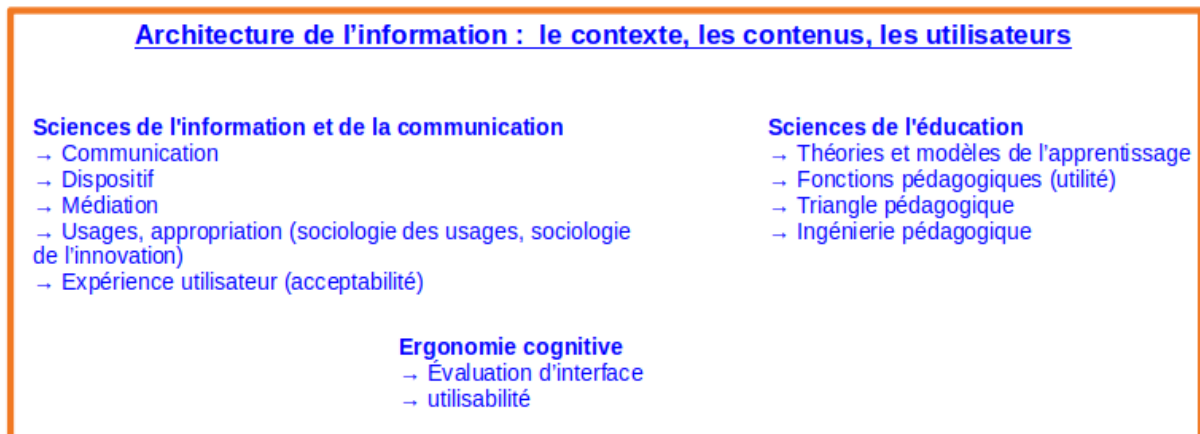 Architecture de l’information : le contexte, les contenus, les utilisateurs
Sciences de l'information et de la communication
→ Communication
→ Dispositif
→ Médiation
→ Usages, appropriation (sociologie des usages, sociologie
de l’innovation)
→ Expérience utilisateur (acceptabilité)
Sciences de l'éducation
→ Théories et modèles de l’apprentissage
→ Fonctions pédagogiques (utilité)
→ Triangle pédagogique
→ Ingénierie pédagogique
Ergonomie cognitive
→ Évaluation d’interface
→ utilisabilité